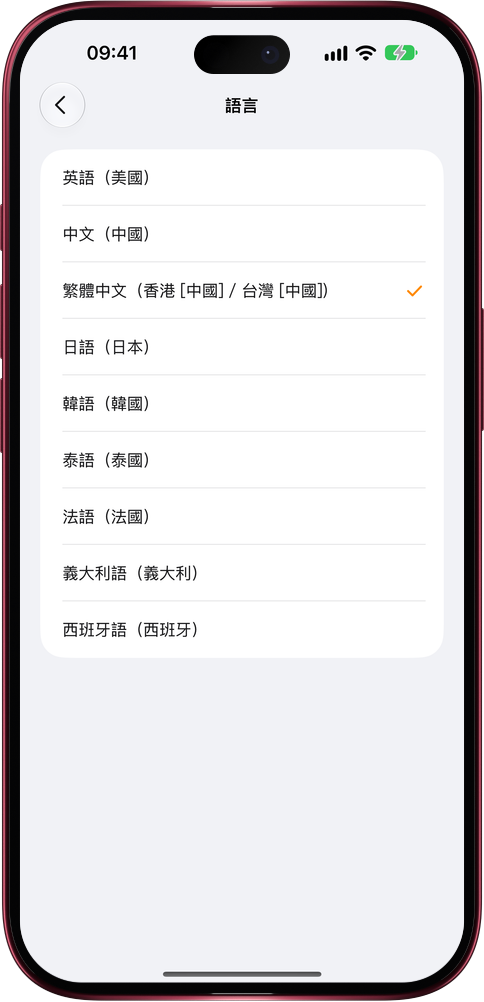 09:41
語言
英語（美國）
中文（中國）
繁體中文（香港 [中國] / 台灣 [中國]）
日語（日本）
韓語（韓國）
泰語（泰國）
法語（法國）
義大利語（義大利）
西班牙語（西班牙）